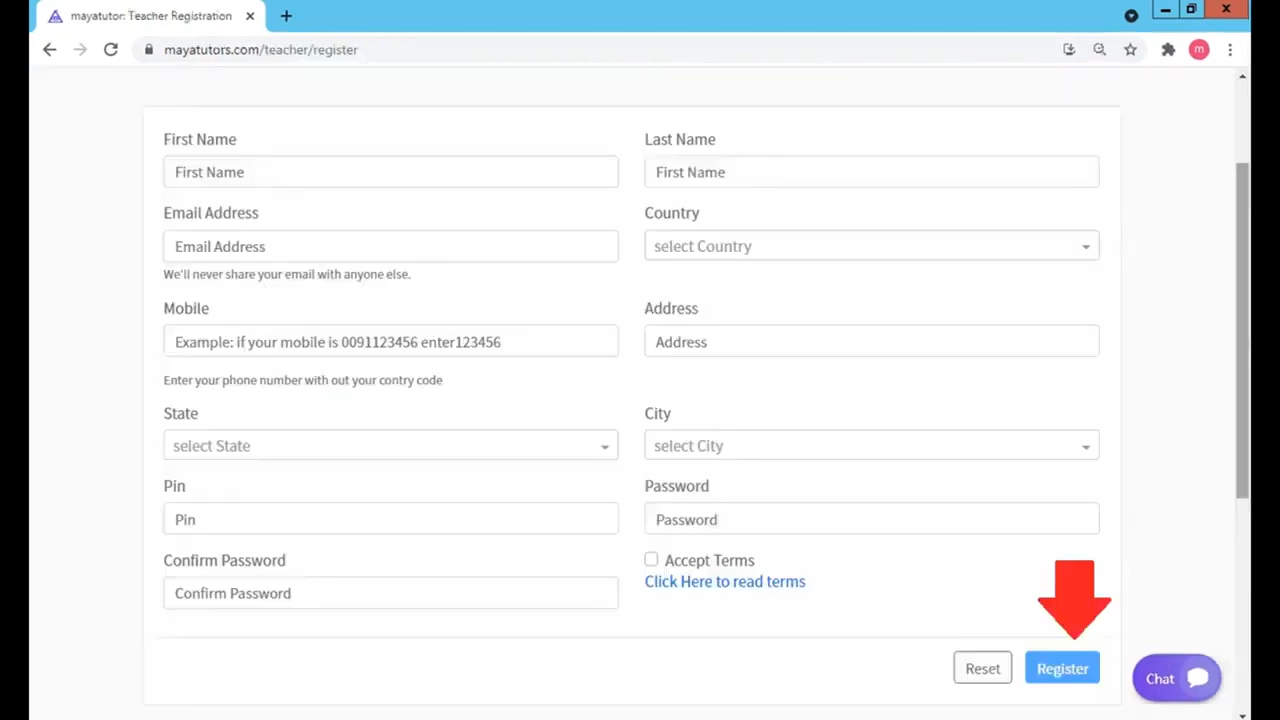 mayatutor: Teacher Registration
mayatutors.com/teacher/register
m
First Name
Last Name
First Name
First Name
Email Address
Country
Email Address
select Country
We'll never share your email with anyone else.
Mobile
Address
Example: if your mobile is 0091123456 enter123456
Address
Enter your phone number with out your contry code
State
City
select State
select City
Pin
Password
Pin
Password
Confirm Password
Accept Terms
Click Here to read terms
Confirm Password
Reset
Register
Chat